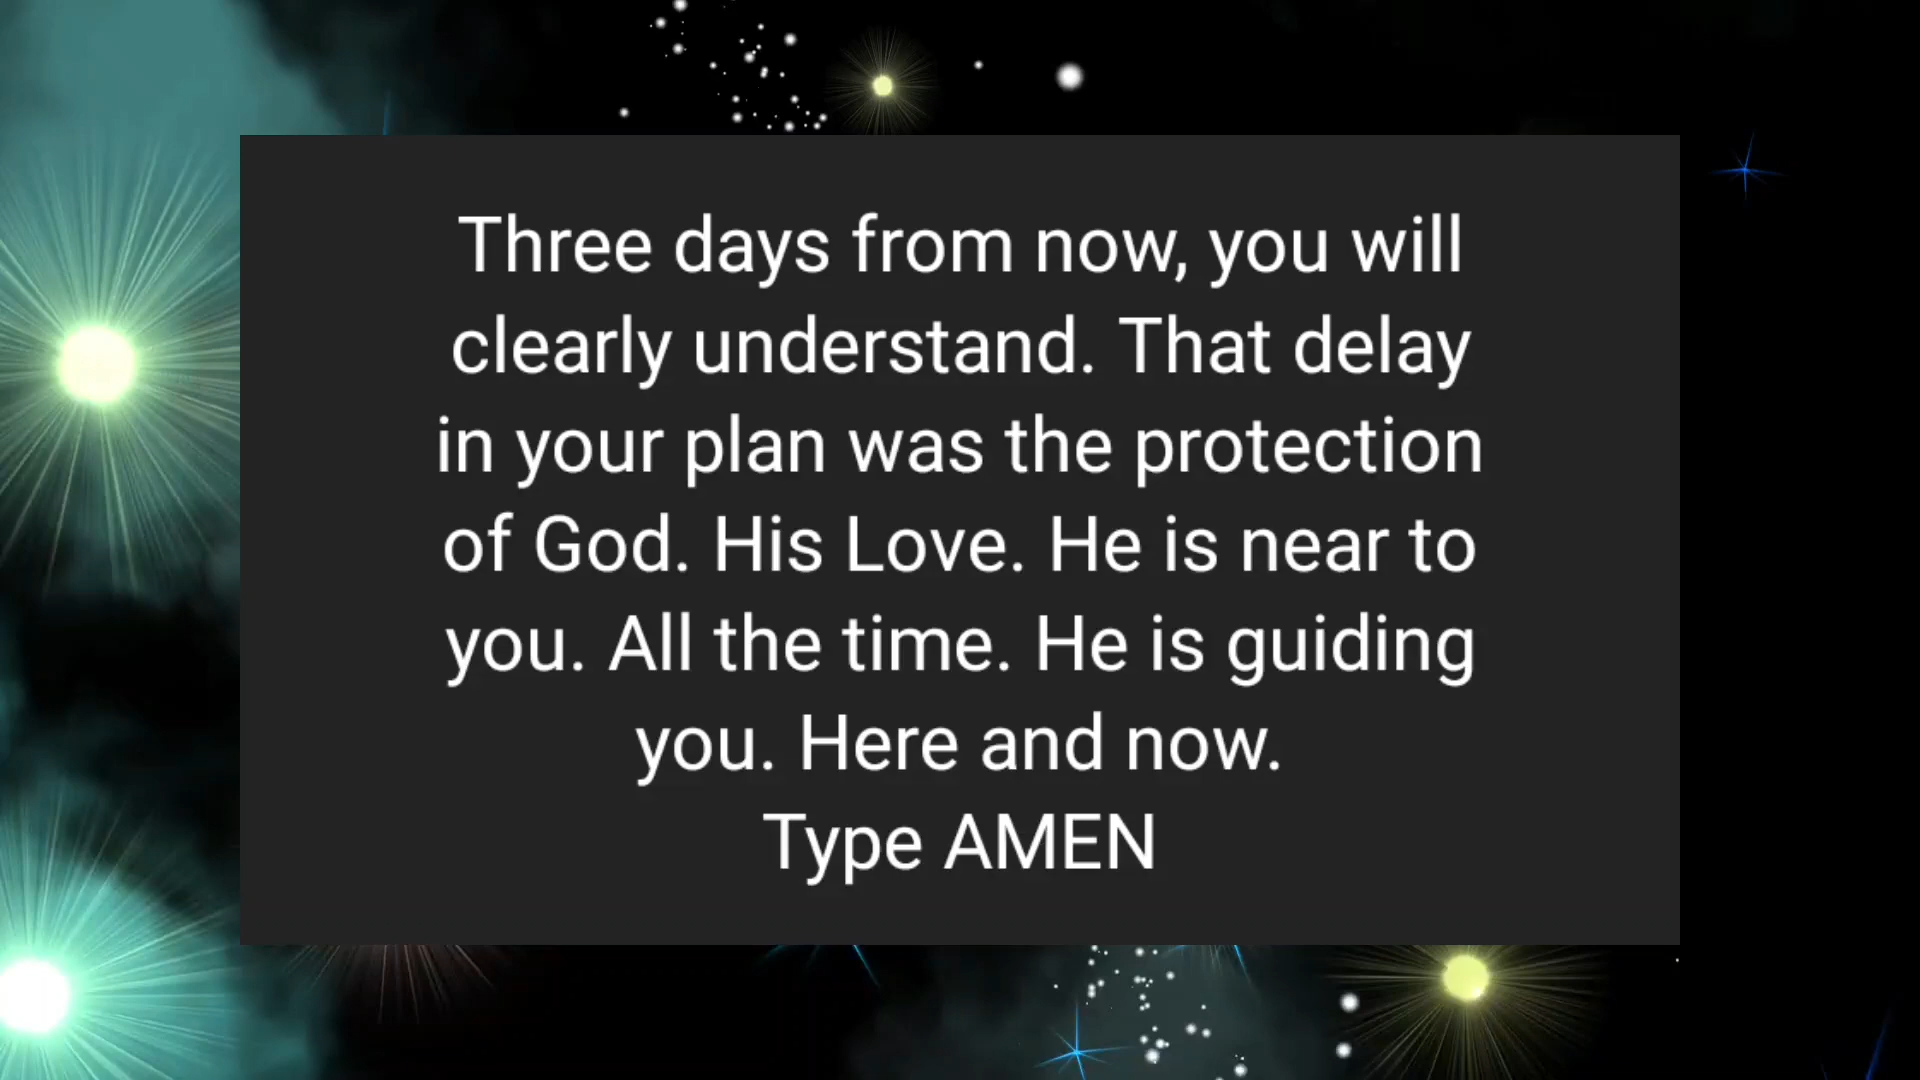 Three days from now, you will
clearly understand. That delay
in your plan was the protection
of God. His Love. He is near to
you. All the time. He is guiding
you. Here and now.
Type AMEN